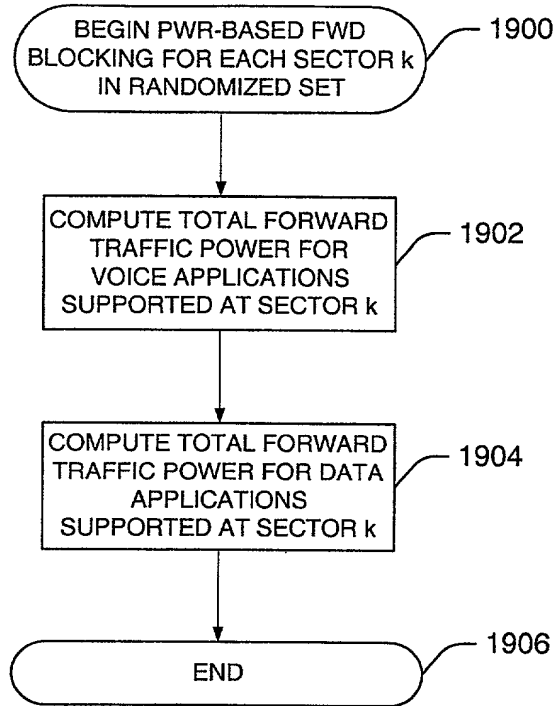 BEGIN PWR-BASED FWD
BLOCKING FOR EACH SECTOR k
IN RANDOMIZED SET
1900
COMPUTE TOTAL FORWARD
TRAFFIC POWER FOR
VOICE APPLICATIONS
SUPPORTED AT SECTOR k
1902
COMPUTE TOTAL FORWARD
TRAFFIC POWER FOR DATA
APPLICATIONS
SUPPORTED AT SECTOR k
1904
END
1906